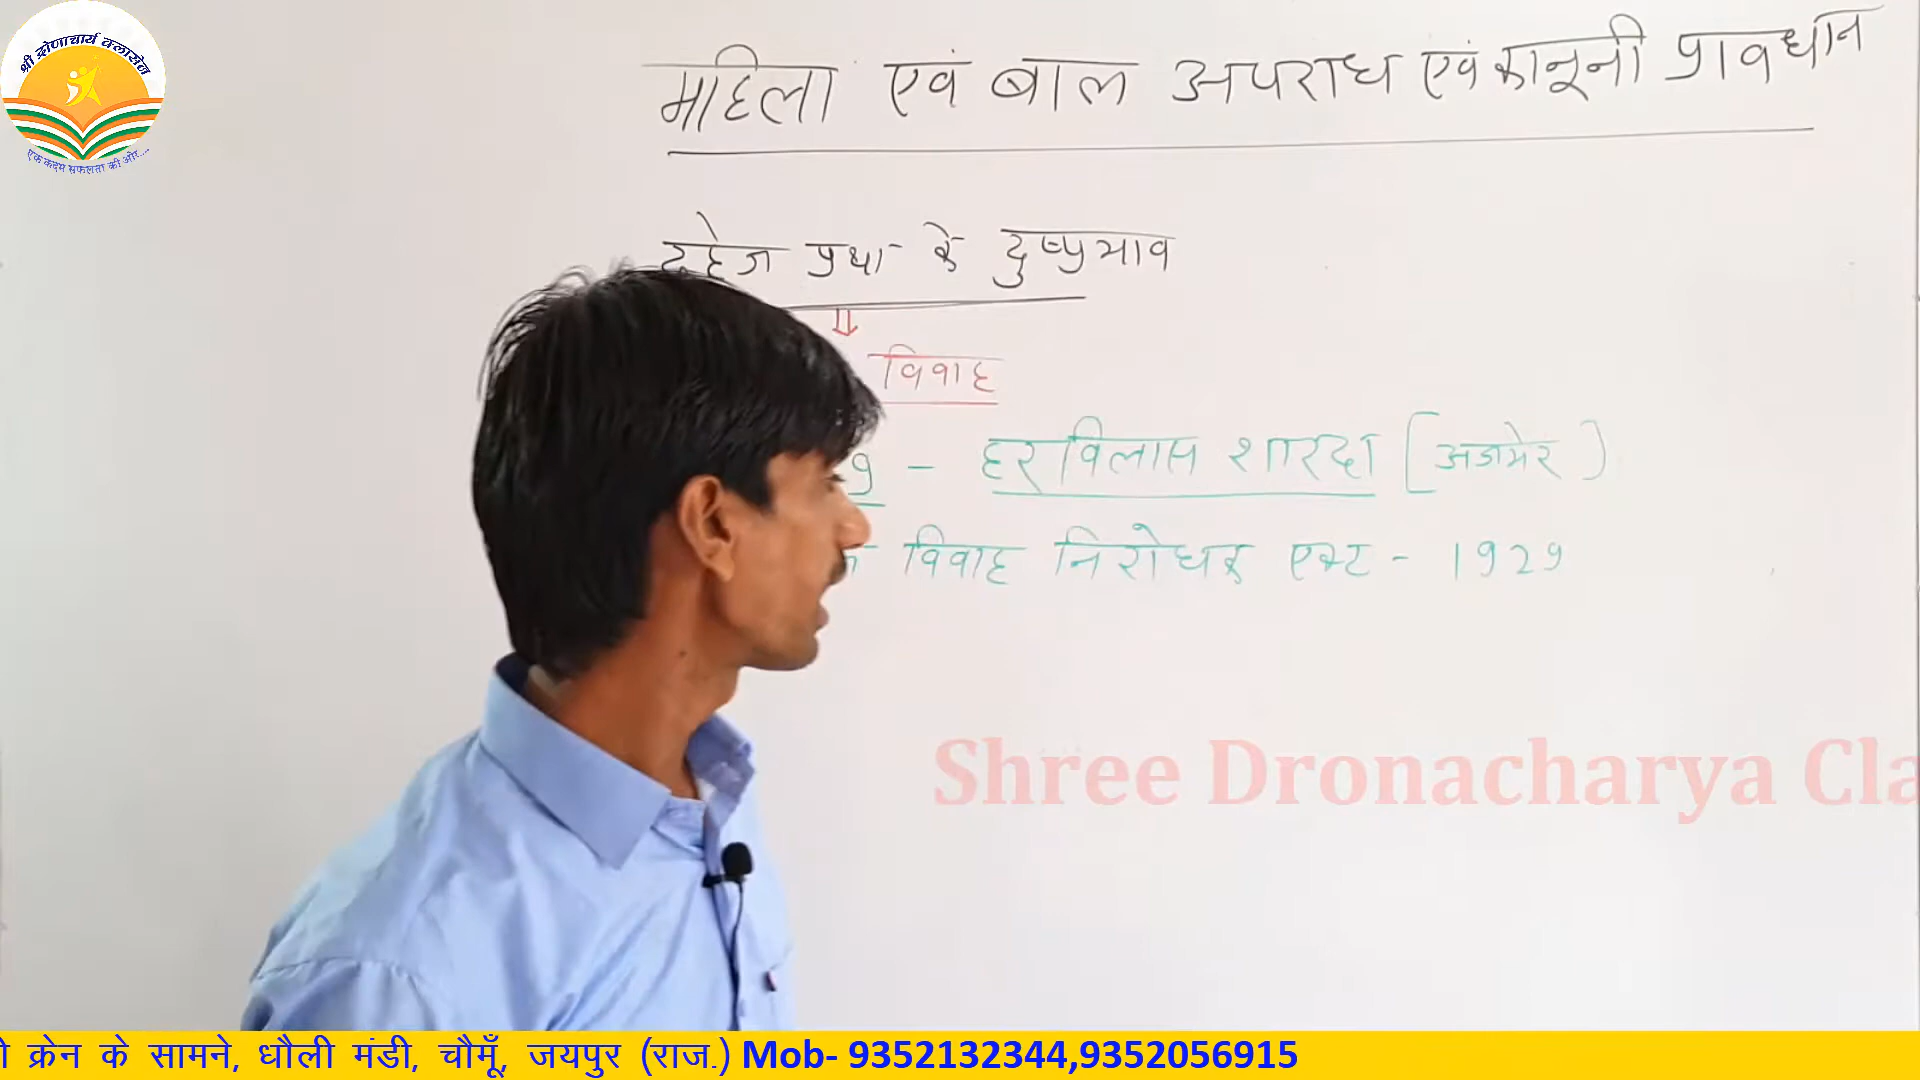 श्री द्रोणाचार्य क्लासेज
एक कदम सफलता की ओर....
महिला एवं बाल अपराध एवं कानूनी प्रावधान
दहेज प्रथा के दुष्प्रभाव
⇓
विवाह
9 - हरविलास शारदा [अजमेर]
विवाह निरोधक एक्ट - 1929
Shree Dronacharya Cla
क्रेन के सामने, धौली मंडी, चौमूँ, जयपुर (राज.) Mob- 9352132344,9352056915